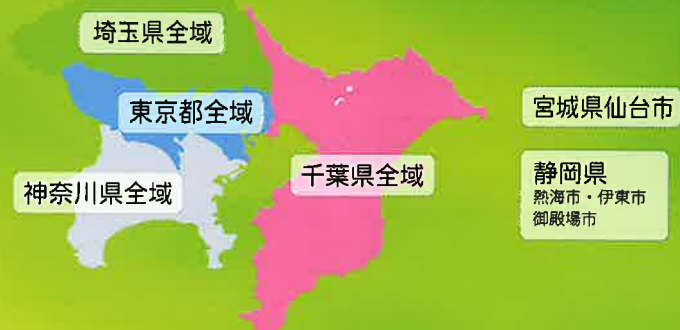 埼玉県全域
東京都全域
宮城県仙台市
千葉県全域
神奈川県全域
静岡県
熱海市・伊東市
御殿場市